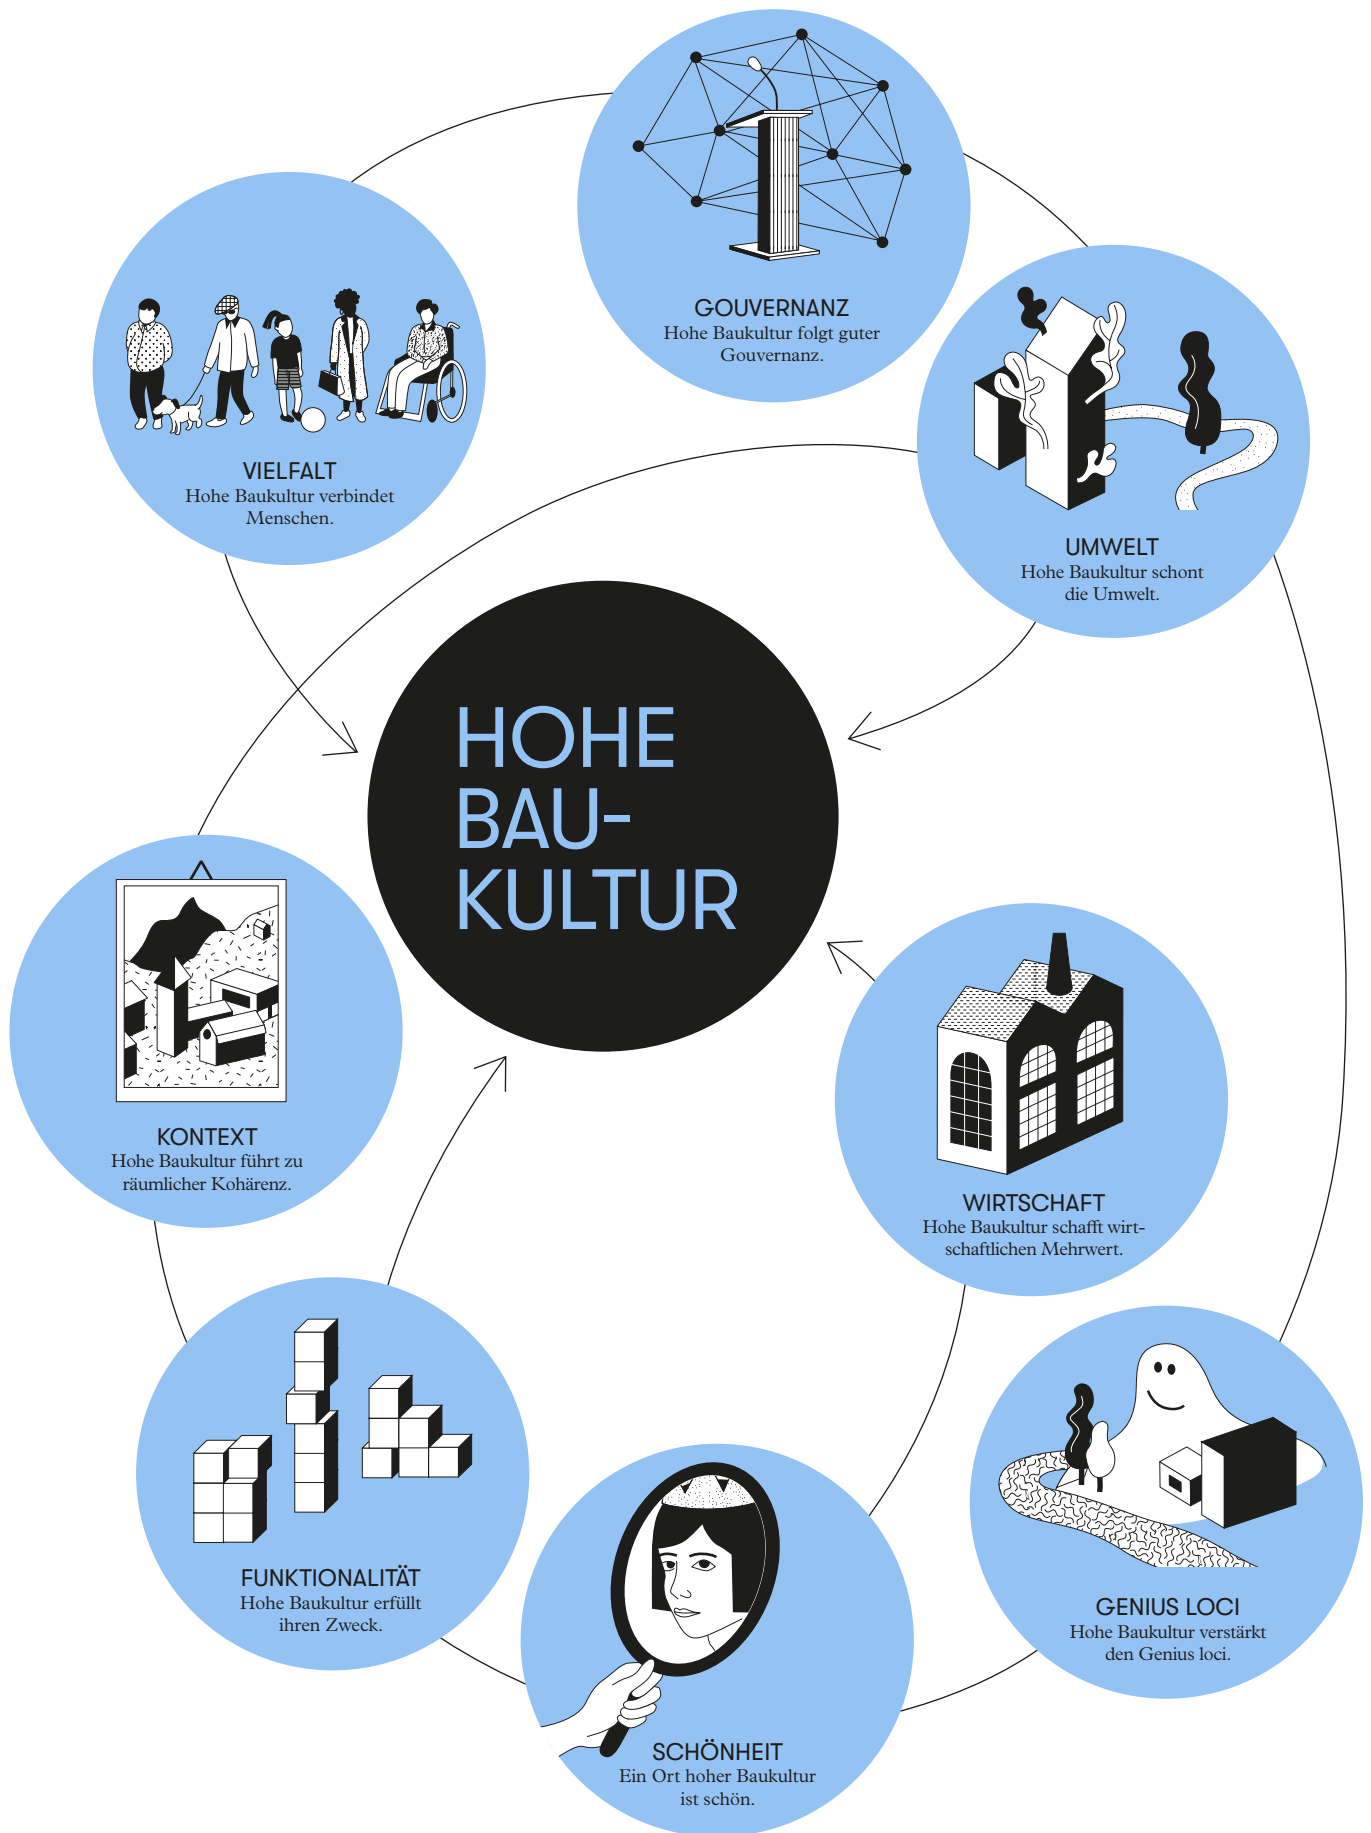 GOUVERNANZ
Hohe Baukultur folgt guter
Gouvernanz.
VIELFALT
Hohe Baukultur verbindet
Menschen.
UMWELT
Hohe Baukultur schont
die Umwelt.
HOHE
BAU-
KULTUR
KONTEXT
Hohe Baukultur führt zu
räumlicher Kohärenz.
WIRTSCHAFT
Hohe Baukultur schafft wirt-
schaftlichen Mehrwert.
FUNKTIONALITÄT
Hohe Baukultur erfüllt
ihren Zweck.
GENIUS LOCI
Hohe Baukultur verstärkt
den Genius loci.
SCHÖNHEIT
Ein Ort hoher Baukultur
ist schön.